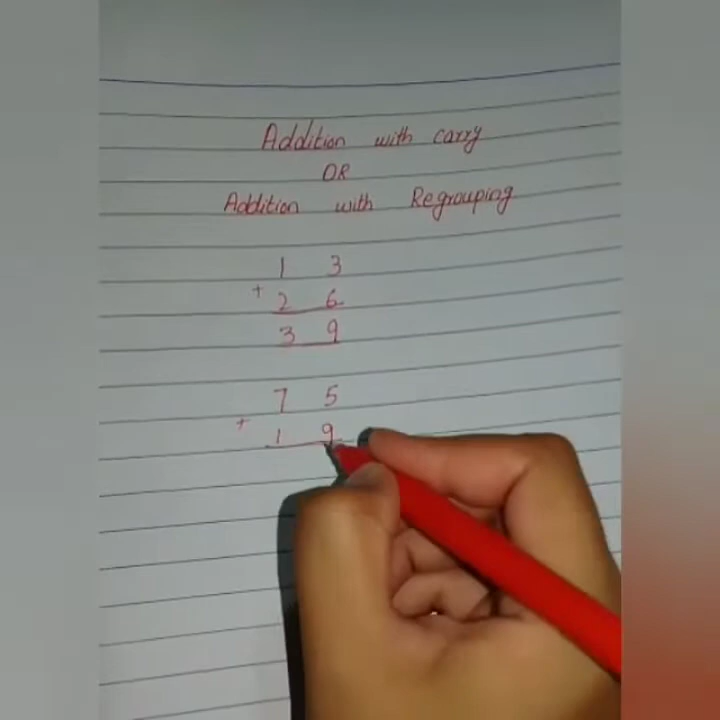 Addition with carry
OR
Addition with Regrouping
1 3
+ 2 6
3 9
7 5
+ 1 9